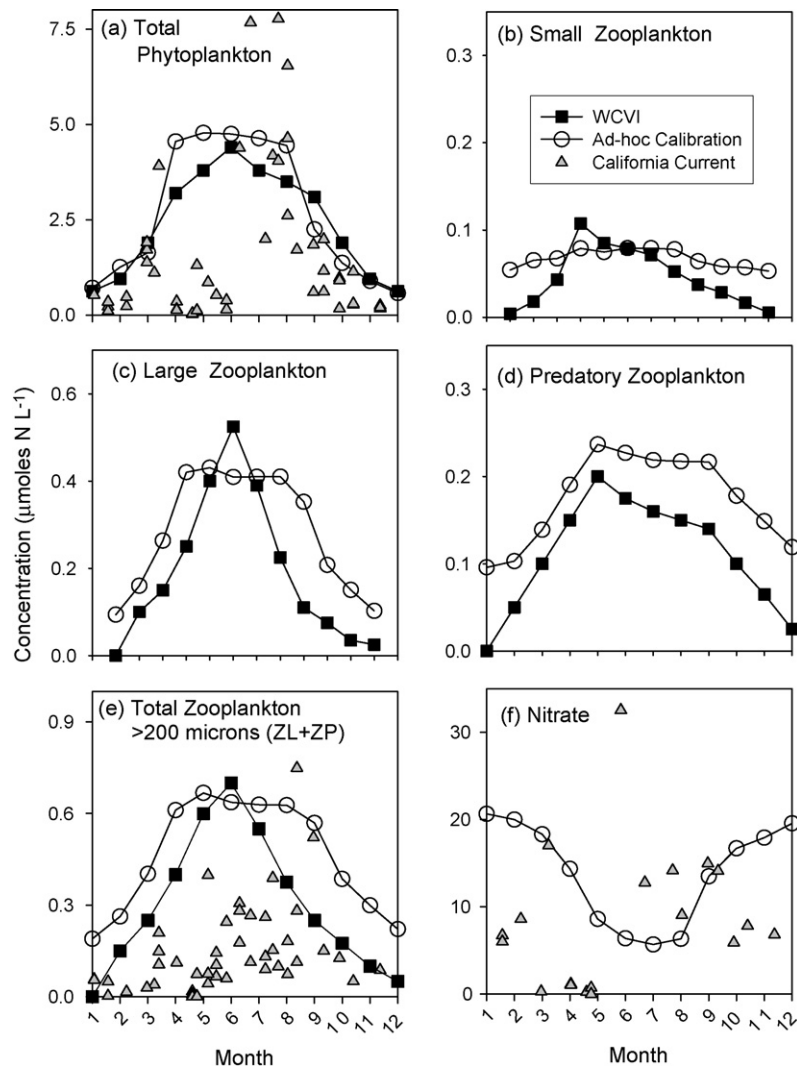 (a) Total
Phytoplankton
7.5
5.0
2.5
0.0
(b) Small Zooplankton
WCVI
Ad-hoc Calibration
California Current
0.3
0.2
0.1
0.0
(c) Large Zooplankton
0.6
0.4
0.2
0.0
(d) Predatory Zooplankton
0.3
0.2
0.1
0.0
Concentration (μmoles N L-1)
(e) Total Zooplankton
>200 microns (ZL+ZP)
0.9
0.6
0.3
0.0
1 2 3 4 5 6 7 8 9 10 11 12
Month
(f) Nitrate
30
20
10
0
1 2 3 4 5 6 7 8 9 10 11 12
Month